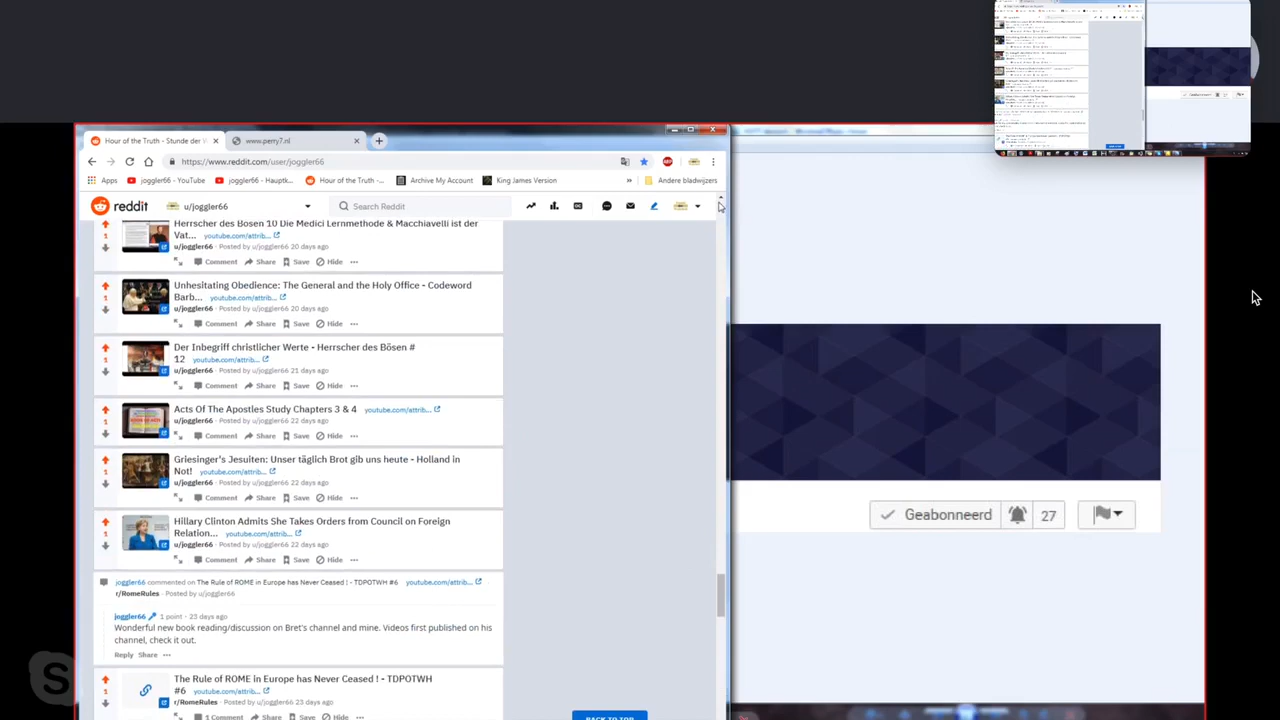 Hour of the Truth - Stunde der W
www.perry7.nl
https://www.reddit.com/user/joggler66
Apps
joggler66 - YouTube
joggler66 - Hauptk...
Hour of the Truth -...
Archive My Account
King James Version
»
Andere bladwijzers
reddit
u/joggler66
Search Reddit
Herrscher des Bösen 10 Die Medici Lernmethode & Macchiavelli ist der
Vat... youtube.com/attrib...
u/joggler66 · Posted by u/joggler66 20 days ago
Comment Share Save Hide ...
Unhesitating Obedience: The General and the Holy Office - Codeword
Barb... youtube.com/attrib...
u/joggler66 · Posted by u/joggler66 20 days ago
Comment Share Save Hide ...
Der Inbegriff christlicher Werte - Herrscher des Bösen #
12 youtube.com/attrib...
u/joggler66 · Posted by u/joggler66 21 days ago
Comment Share Save Hide ...
Acts Of The Apostles Study Chapters 3 & 4 youtube.com/attrib...
u/joggler66 · Posted by u/joggler66 22 days ago
Comment Share Save Hide ...
Griesinger's Jesuiten: Unser täglich Brot gib uns heute - Holland in
Not! youtube.com/attrib...
u/joggler66 · Posted by u/joggler66 22 days ago
Comment Share Save Hide ...
Hillary Clinton Admits She Takes Orders from Council on Foreign
Relation... youtube.com/attrib...
u/joggler66 · Posted by u/joggler66 22 days ago
Comment Share Save Hide ...
joggler66 commented on The Rule of ROME in Europe has Never Ceased ! - TDPOTWH #6 youtube.com/attrib...
r/RomeRules · Posted by u/joggler66
joggler66 1 point · 23 days ago
Wonderful new book reading/discussion on Bret's channel and mine. Videos first published on his
channel, check it out.
Reply Share ...
The Rule of ROME in Europe has Never Ceased ! - TDPOTWH
#6 youtube.com/attrib...
r/RomeRules · Posted by u/joggler66 23 days ago
1 Comment Share Save Hide ...
BACK TO TOP
Geabonneerd 27